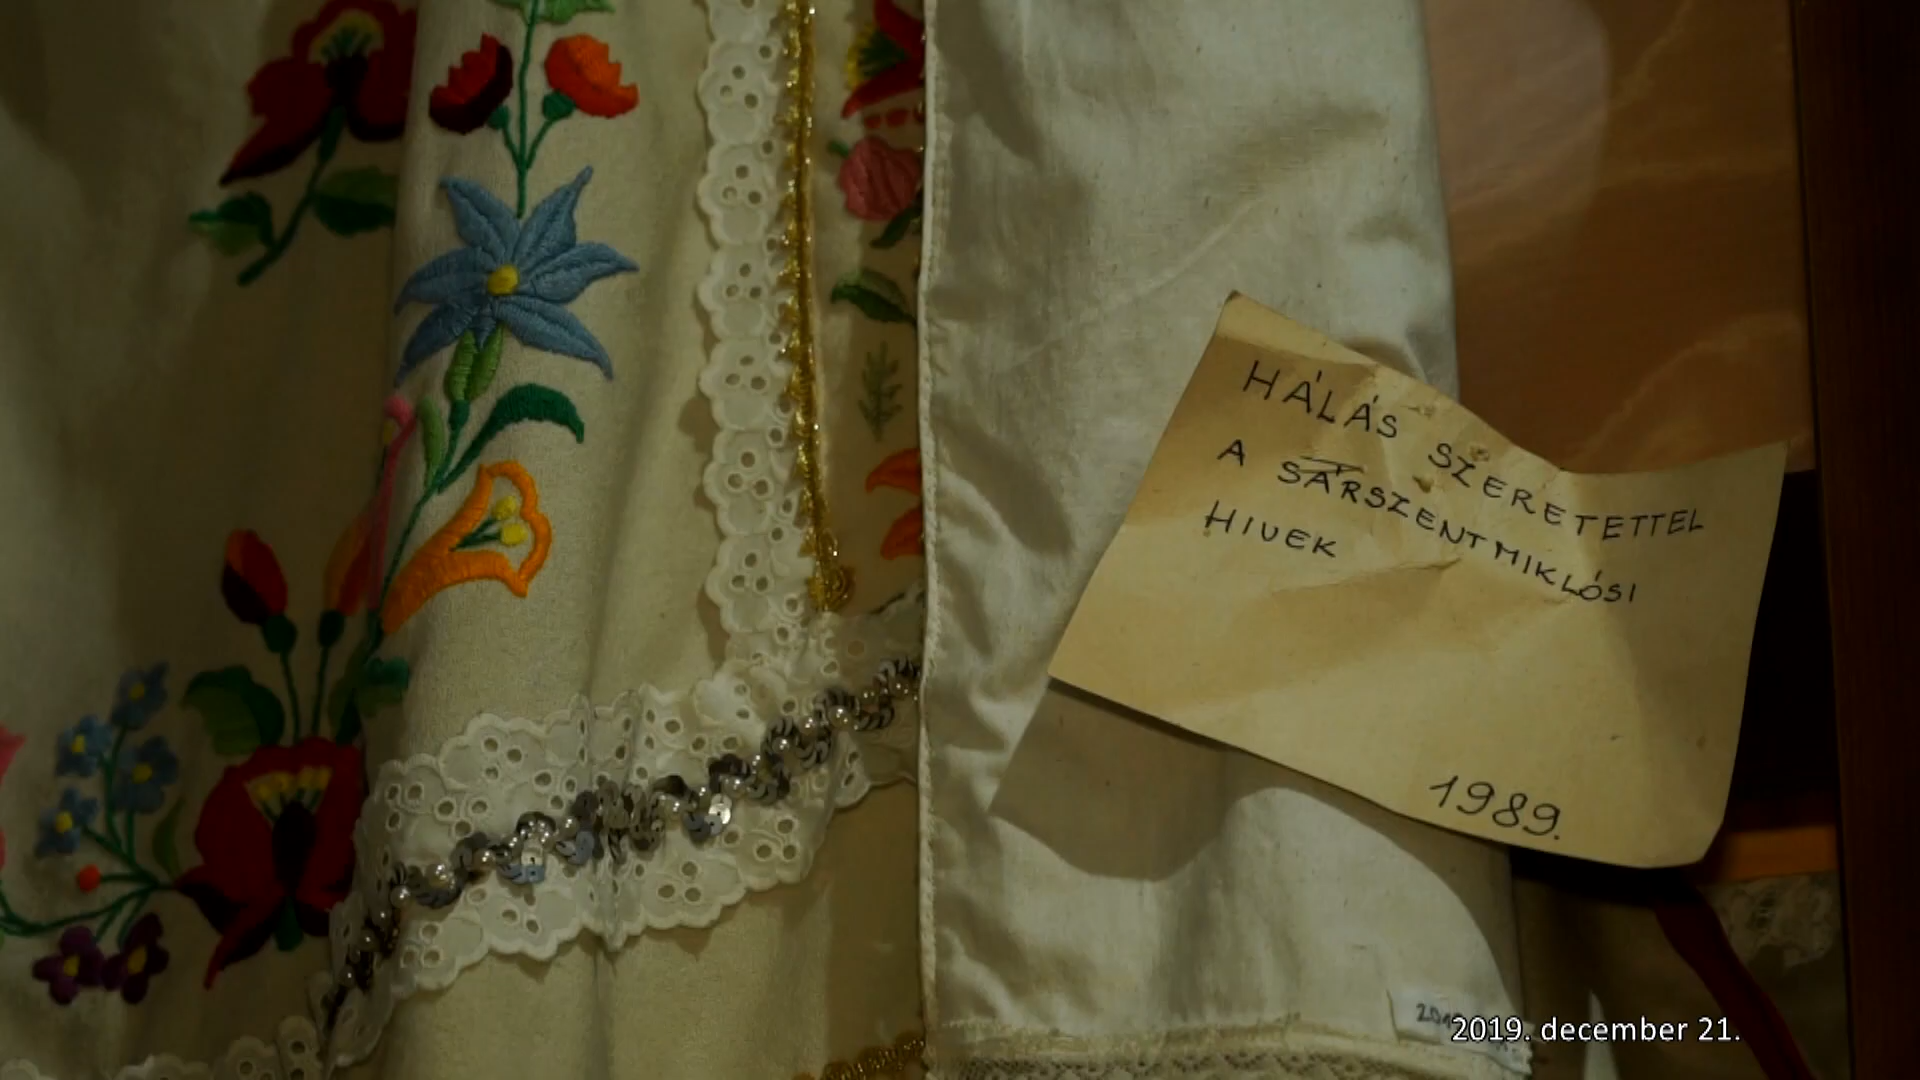 HÁLÁS SZERETETTEL
A SÁRSZENTMIKLÓSI
HIVEK
1989.
2019. december 21.